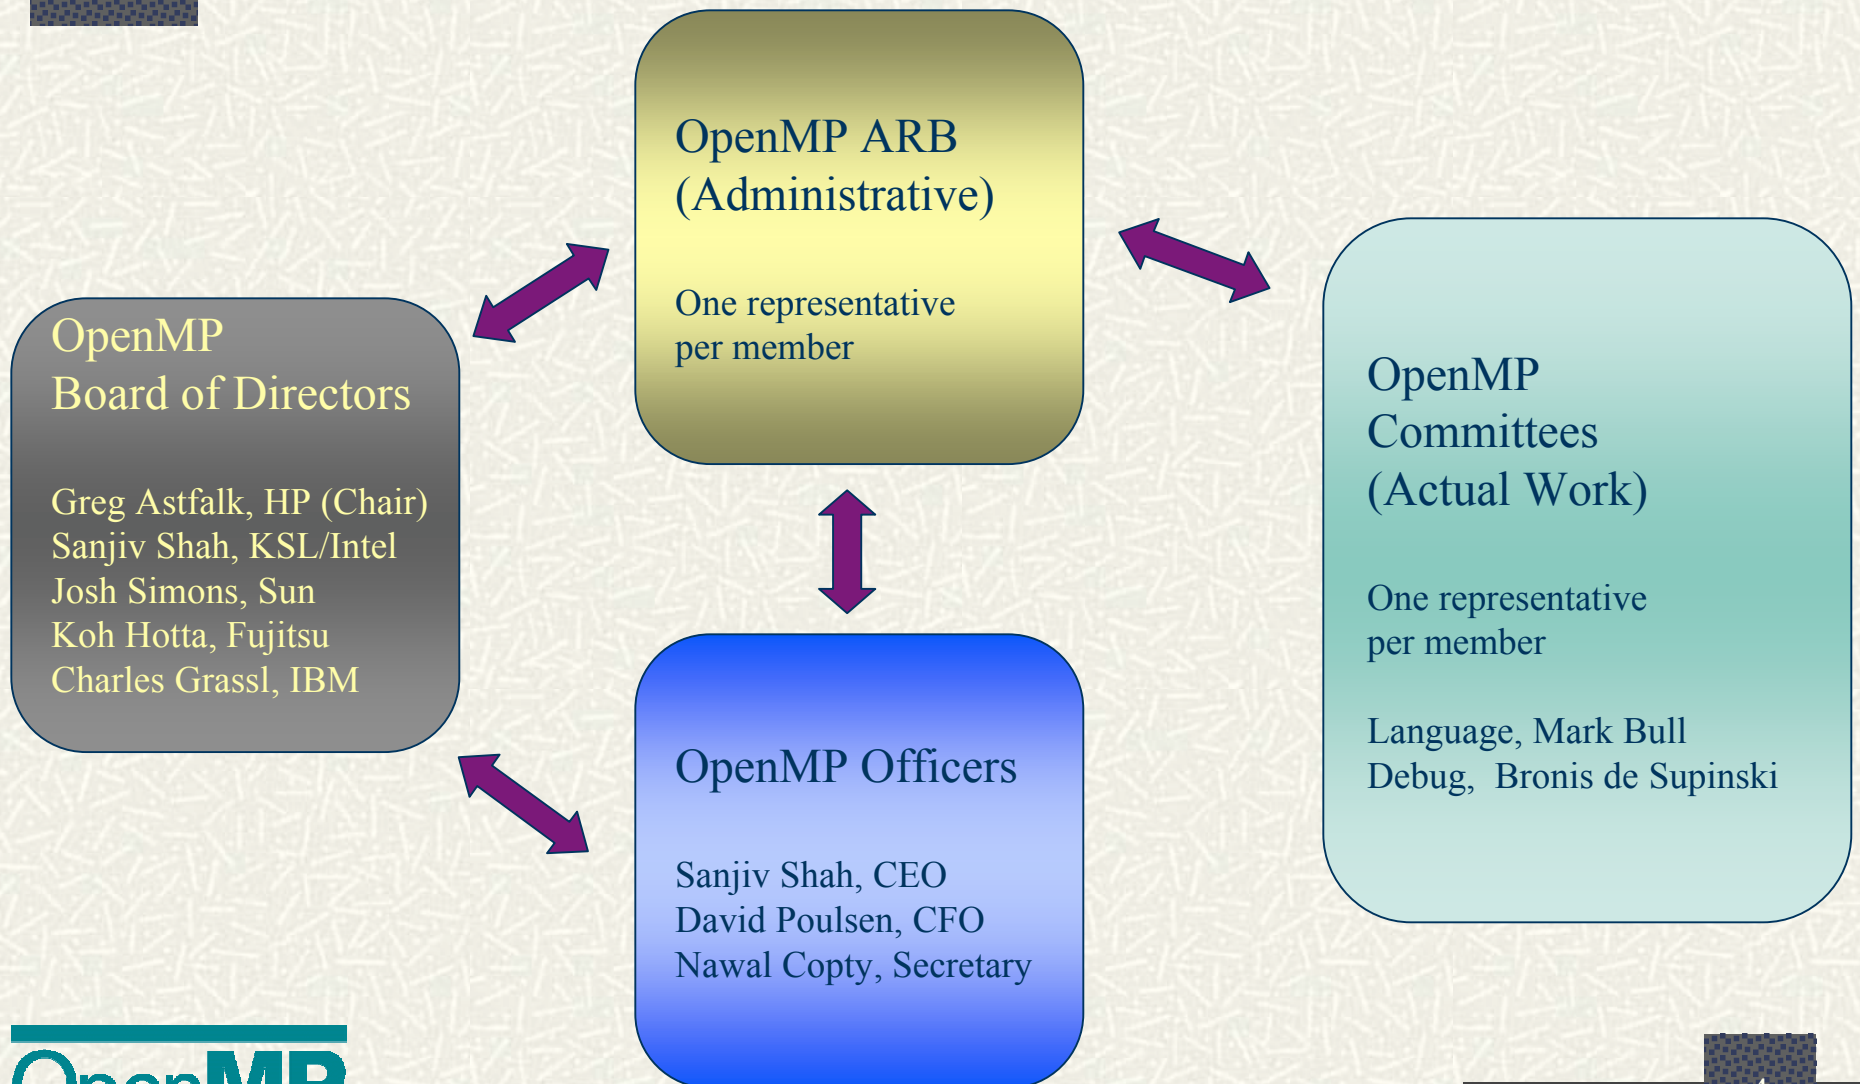 OpenMP ARB
(Administrative)
One representative
per member
OpenMP
Board of Directors
Greg Astfalk, HP (Chair)
Sanjiv Shah, KSL/Intel
Josh Simons, Sun
Koh Hotta, Fujitsu
Charles Grassl, IBM
OpenMP Officers
Sanjiv Shah, CEO
David Poulsen, CFO
Nawal Copty, Secretary
OpenMP
Committees
(Actual Work)
One representative
per member
Language, Mark Bull
Debug,  Bronis de Supinski
OpenMP